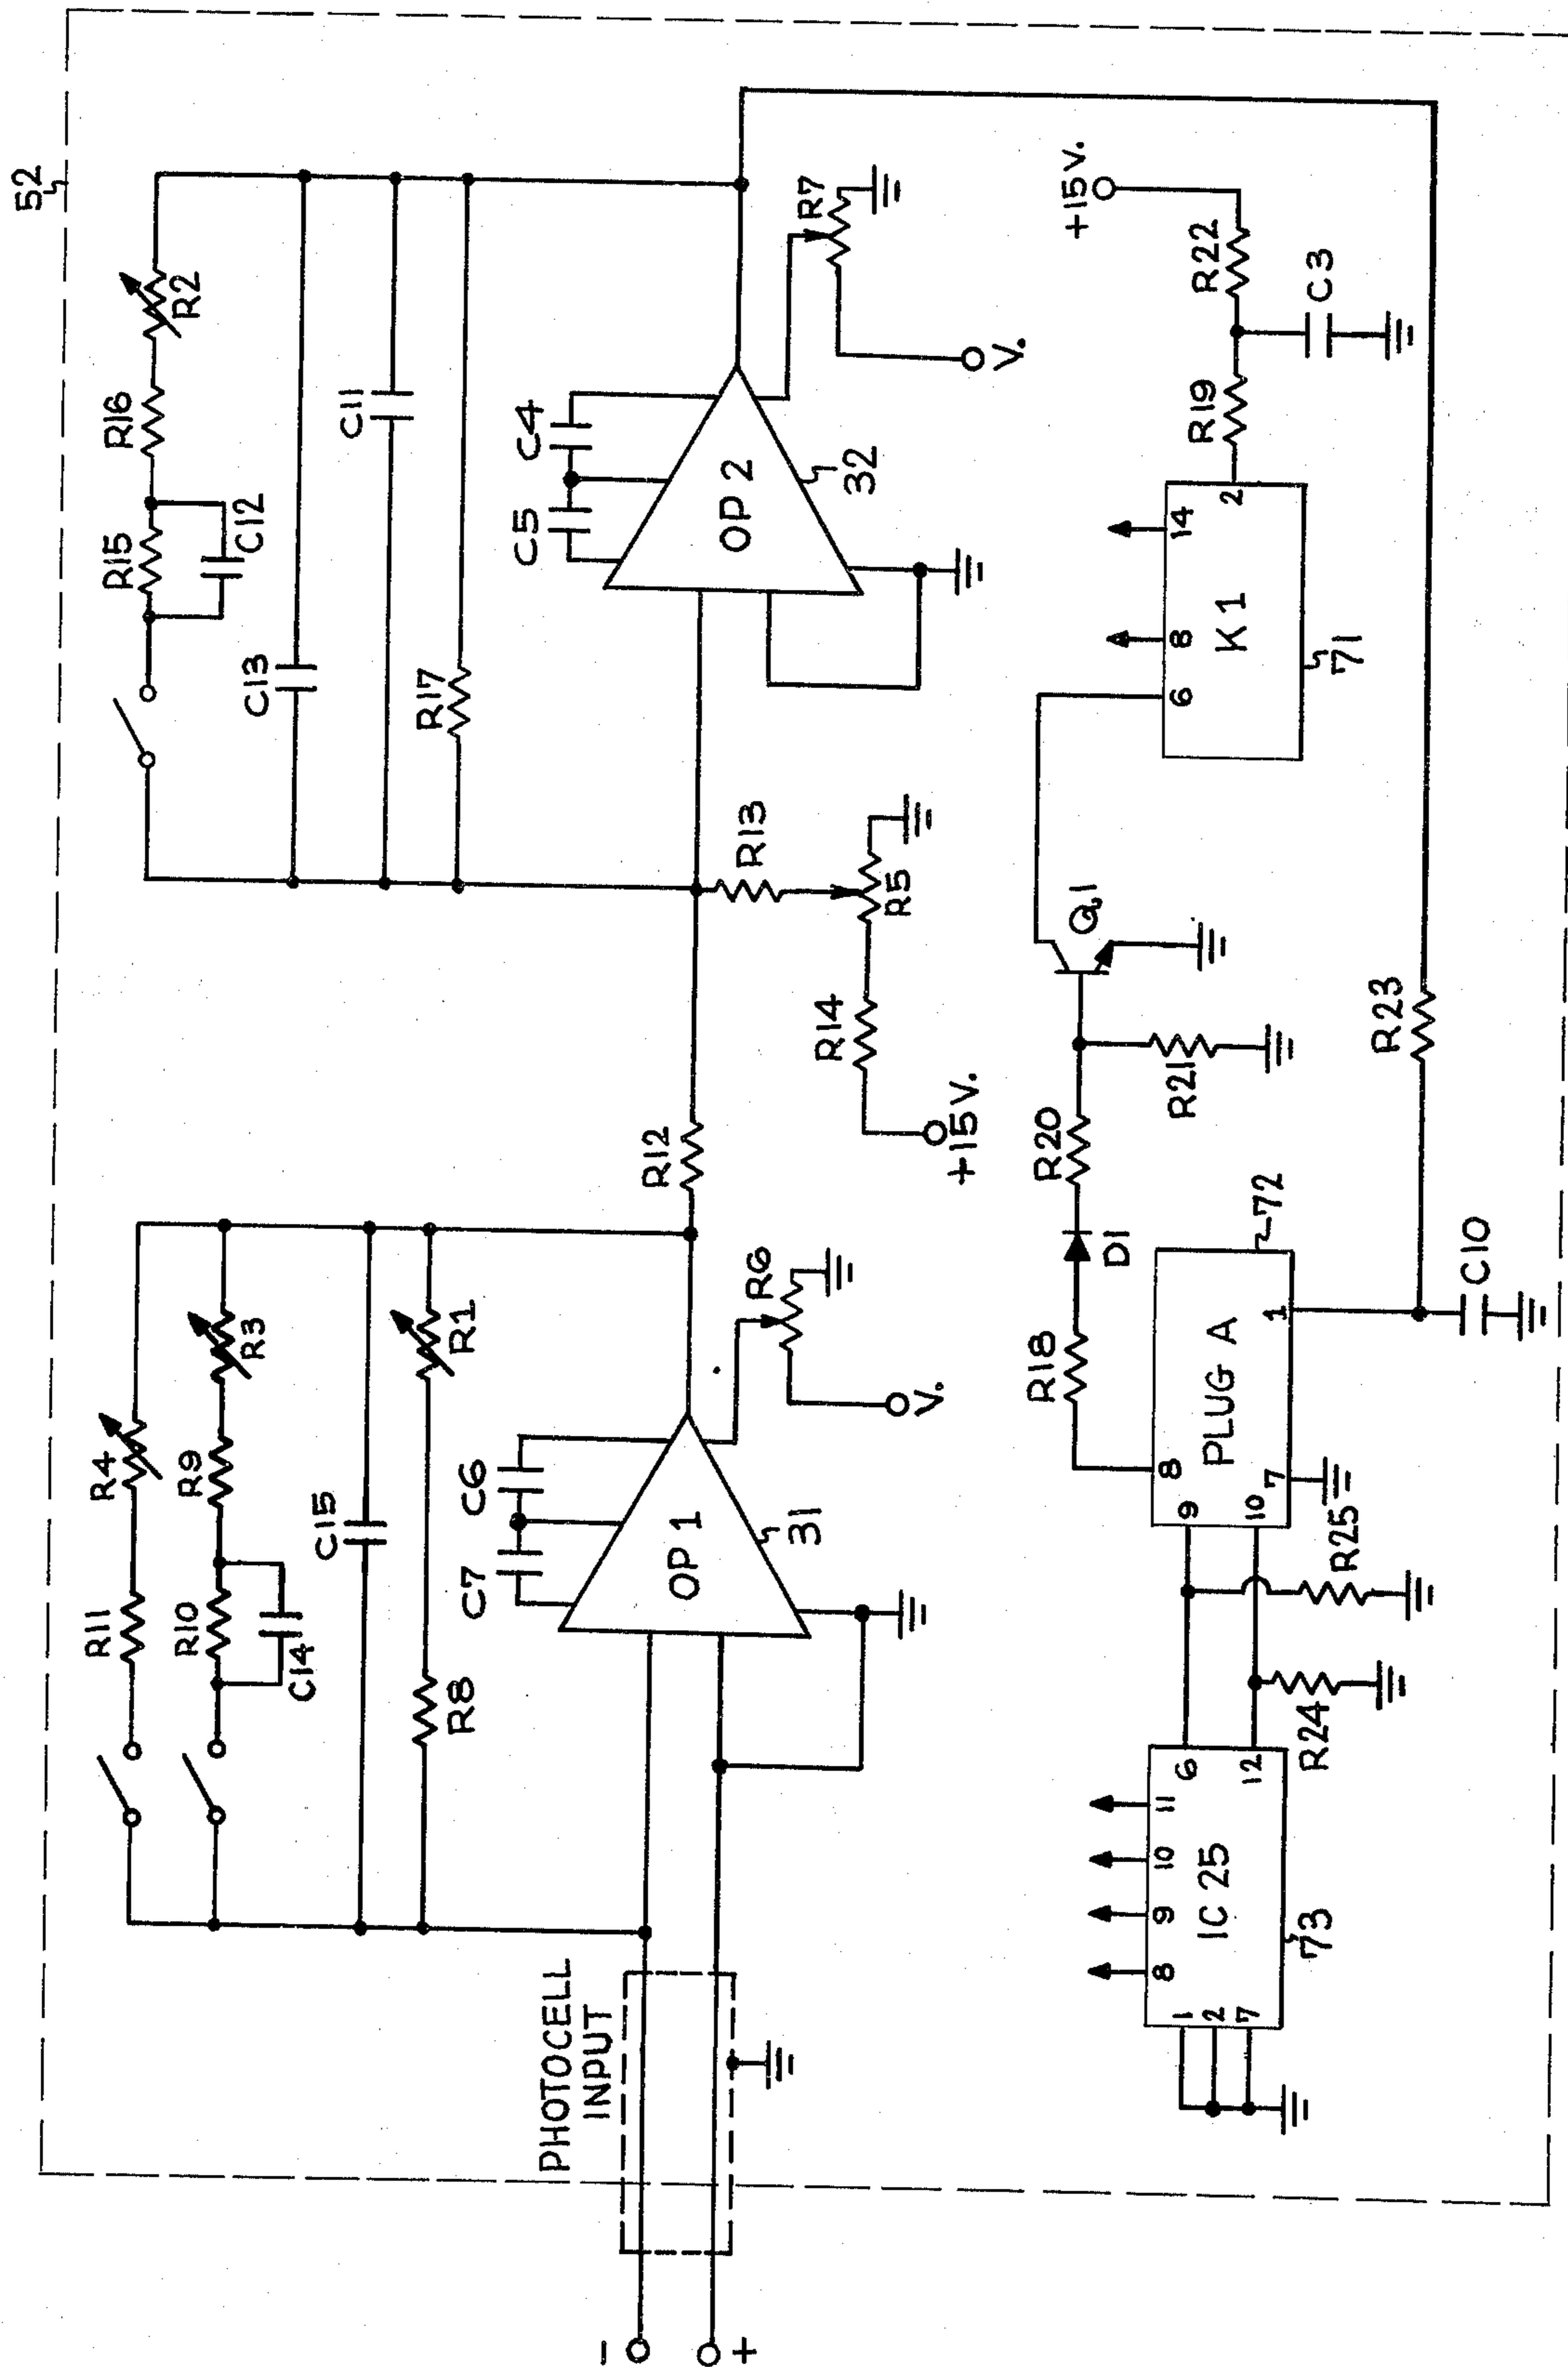 52
R4
R11
R3
R9
R10
C14
C15
R1
R8
C7
C6
OP 1
31
R6
V.
PHOTOCELL
INPUT
−
+
R12
R2
R16
R15
C12
C13
C11
R17
C5
C4
OP 2
32
R7
V.
R13
R5
R14
+15V.
IC 25
73
1
2
7
8
9
10
11
6
12
R24
R25
PLUG A
72
9
10
8
7
1
C10
R18
D1
R20
R21
Q1
R23
K1
71
6
8
14
2
R19
R22
C3
+15V.